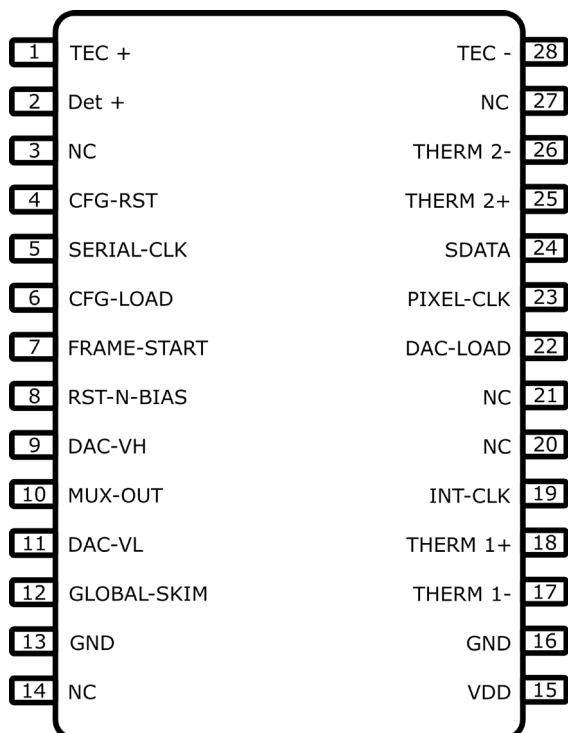 1 TEC + TEC - 28
2 Det + NC 27
3 NC THERM 2- 26
4 CFG-RST THERM 2+ 25
5 SERIAL-CLK SDATA 24
6 CFG-LOAD PIXEL-CLK 23
7 FRAME-START DAC-LOAD 22
8 RST-N-BIAS NC 21
9 DAC-VH NC 20
10 MUX-OUT INT-CLK 19
11 DAC-VL THERM 1+ 18
12 GLOBAL-SKIM THERM 1- 17
13 GND GND 16
14 NC VDD 15